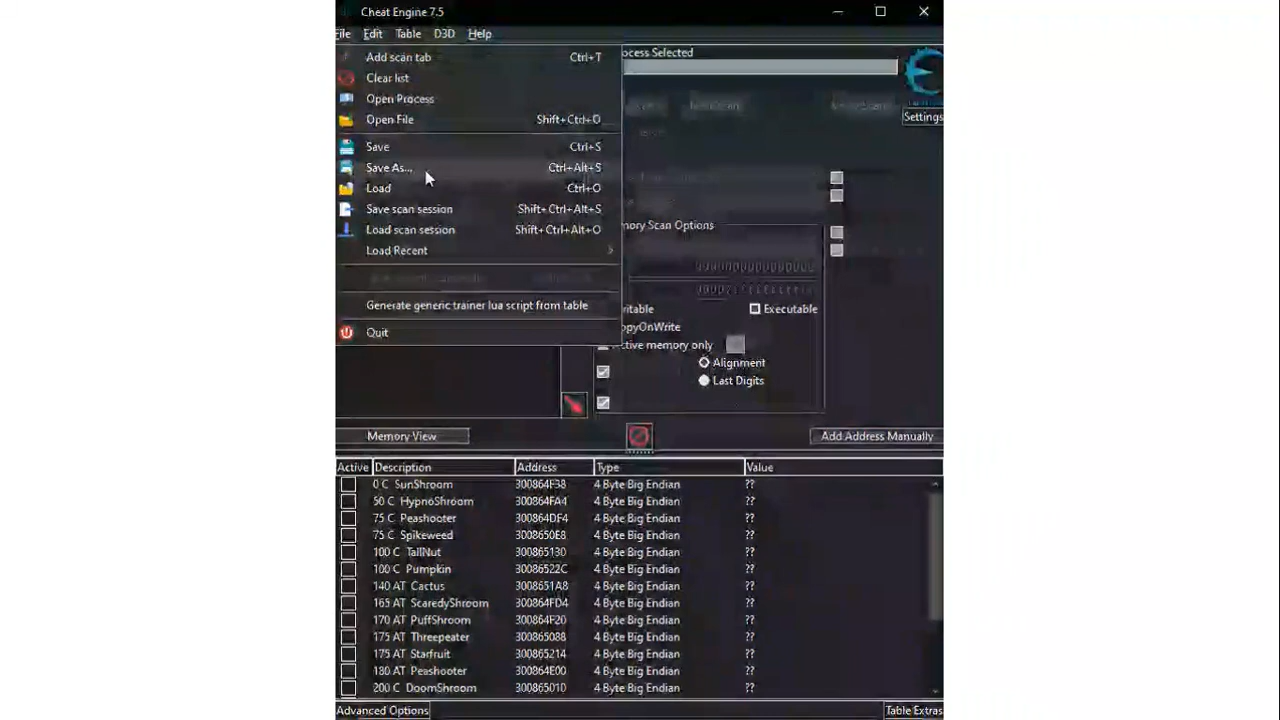 Cheat Engine 7.5
File Edit Table D3D Help
Add scan tab Ctrl+T
Clear list
Open Process
Open File Shift+Ctrl+O
Save Ctrl+S
Save As... Ctrl+Alt+S
Load Ctrl+O
Save scan session Shift+Ctrl+Alt+S
Load scan session Shift+Ctrl+Alt+O
Load Recent
Generate generic trainer lua script from table
Quit
ocess Selected
Settings
mory Scan Options
ritable Executable
opyOnWrite
ctive memory only
Alignment
Last Digits
Memory View Add Address Manually
Active Description Address Type Value
0 C SunShroom 300864F38 4 Byte Big Endian ??
50 C HypnoShroom 300864FA4 4 Byte Big Endian ??
75 C Peashooter 300864DF4 4 Byte Big Endian ??
75 C Spikeweed 3008650E8 4 Byte Big Endian ??
100 C TallNut 300865130 4 Byte Big Endian ??
100 C Pumpkin 30086522C 4 Byte Big Endian ??
140 AT Cactus 3008651A8 4 Byte Big Endian ??
165 AT ScaredyShroom 300864FD4 4 Byte Big Endian ??
170 AT PuffShroom 300864F20 4 Byte Big Endian ??
175 AT Threepeater 300865088 4 Byte Big Endian ??
175 AT Starfruit 300865214 4 Byte Big Endian ??
180 AT Peashooter 300864E00 4 Byte Big Endian ??
200 C DoomShroom 300865010 4 Byte Big Endian ??
Advanced Options Table Extras